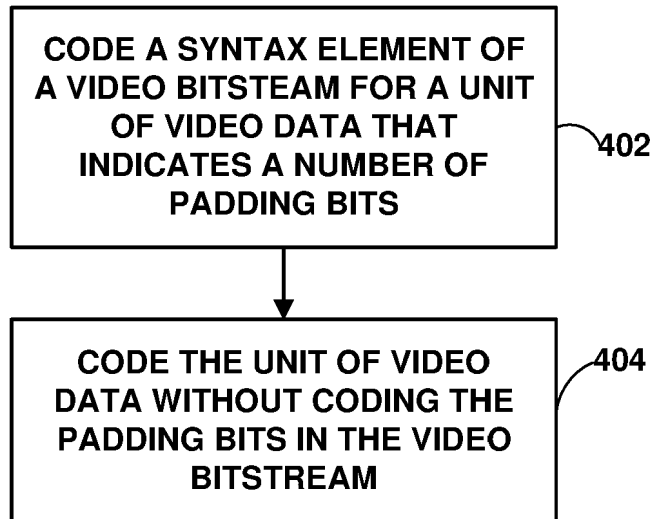 CODE A SYNTAX ELEMENT OF
A VIDEO BITSTEAM FOR A UNIT
OF VIDEO DATA THAT
INDICATES A NUMBER OF
PADDING BITS
402
CODE THE UNIT OF VIDEO
DATA WITHOUT CODING THE
PADDING BITS IN THE VIDEO
BITSTREAM
404